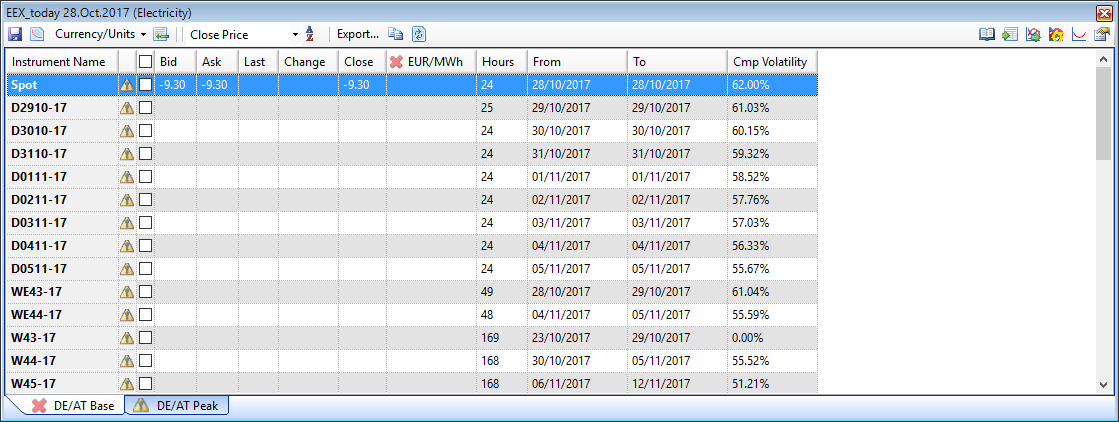 EEX_today 28.Oct.2017 (Electricity)
Currency/Units Close Price A Z Export...
Instrument Name Bid Ask Last Change Close EUR/MWh Hours From To Cmp Volatility
Spot -9.30 -9.30 -9.30 24 28/10/2017 28/10/2017 62.00%
D2910-17 25 29/10/2017 29/10/2017 61.03%
D3010-17 24 30/10/2017 30/10/2017 60.15%
D3110-17 24 31/10/2017 31/10/2017 59.32%
D0111-17 24 01/11/2017 01/11/2017 58.52%
D0211-17 24 02/11/2017 02/11/2017 57.76%
D0311-17 24 03/11/2017 03/11/2017 57.03%
D0411-17 24 04/11/2017 04/11/2017 56.33%
D0511-17 24 05/11/2017 05/11/2017 55.67%
WE43-17 49 28/10/2017 29/10/2017 61.04%
WE44-17 48 04/11/2017 05/11/2017 55.59%
W43-17 169 23/10/2017 29/10/2017 0.00%
W44-17 168 30/10/2017 05/11/2017 55.52%
W45-17 168 06/11/2017 12/11/2017 51.21%
DE/AT Base DE/AT Peak